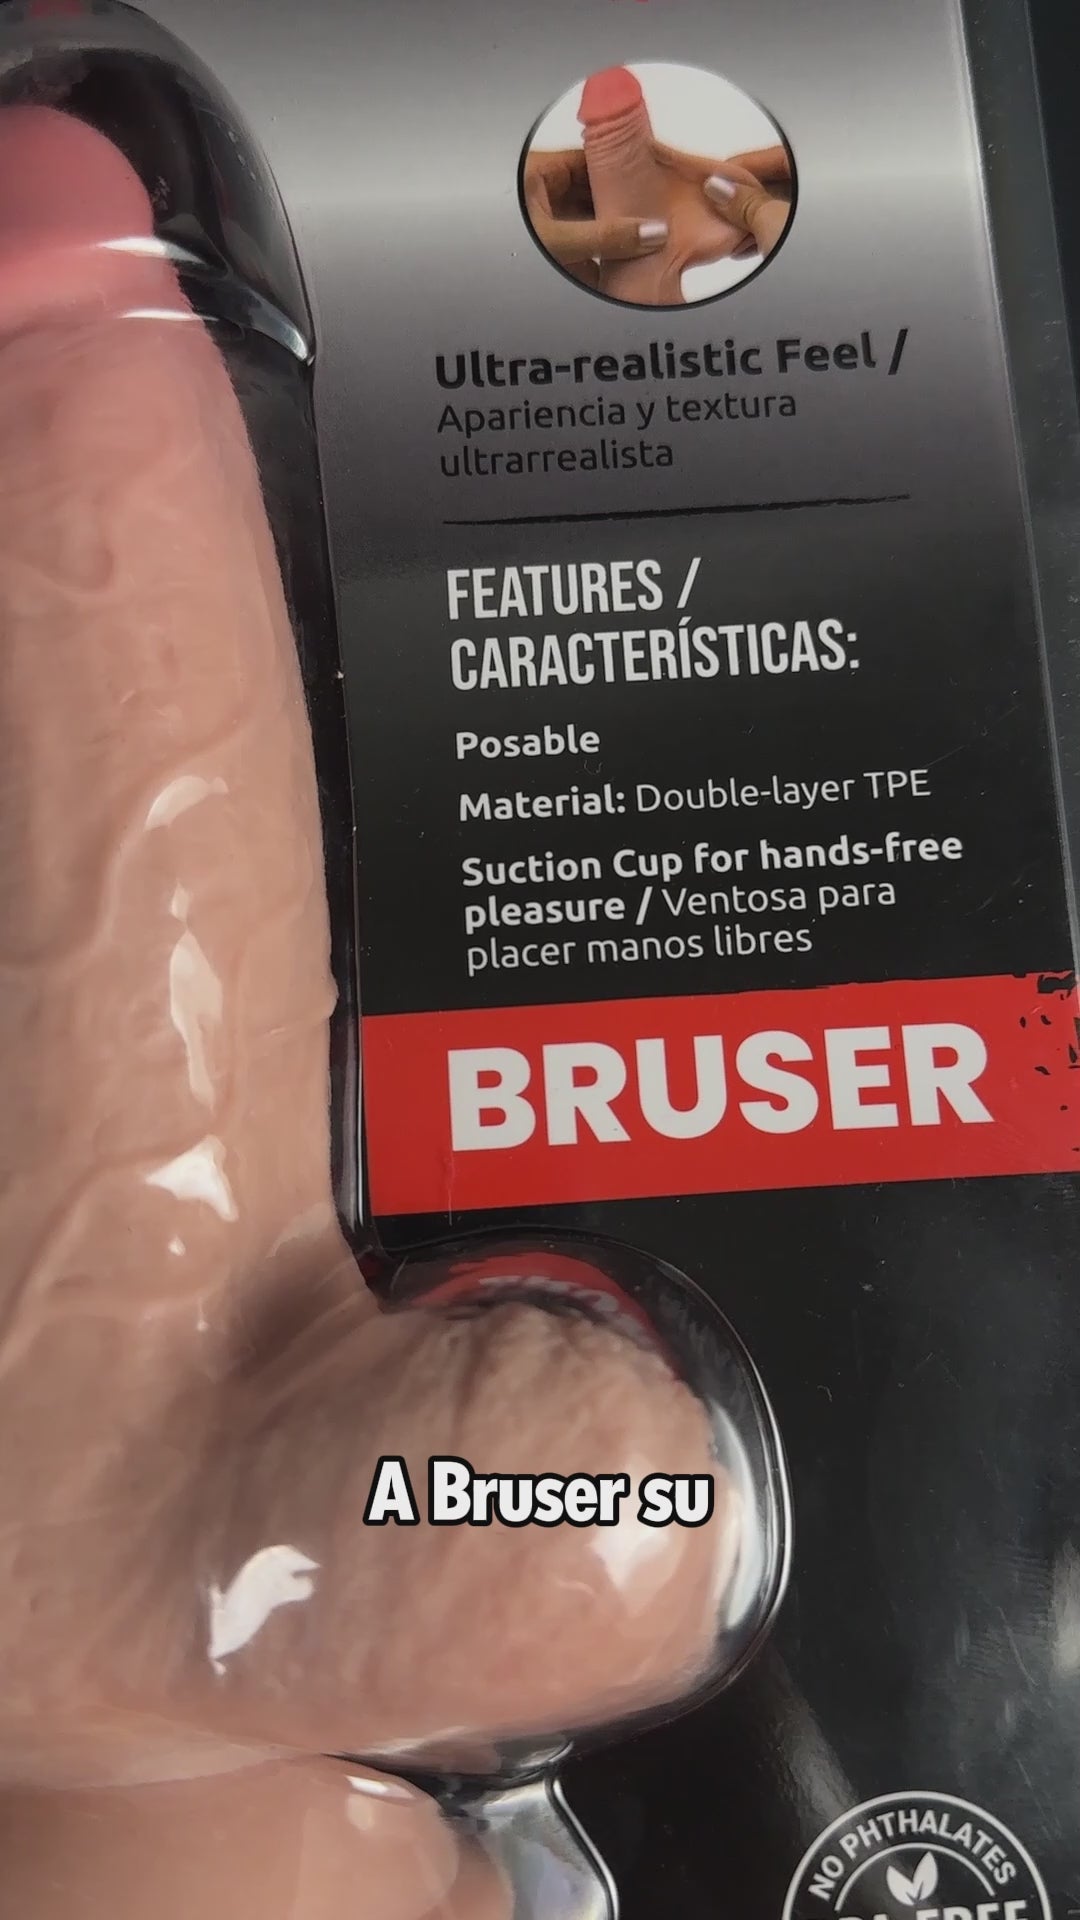 Ultra-realistic Feel /
Apariencia y textura
ultrarrealista
FEATURES /
CARACTERÍSTICAS:
Posable
Material: Double-layer TPE
Suction Cup for hands-free
pleasure / Ventosa para
placer manos libres
BRUSER
A Bruser su
NO PHTHALATES